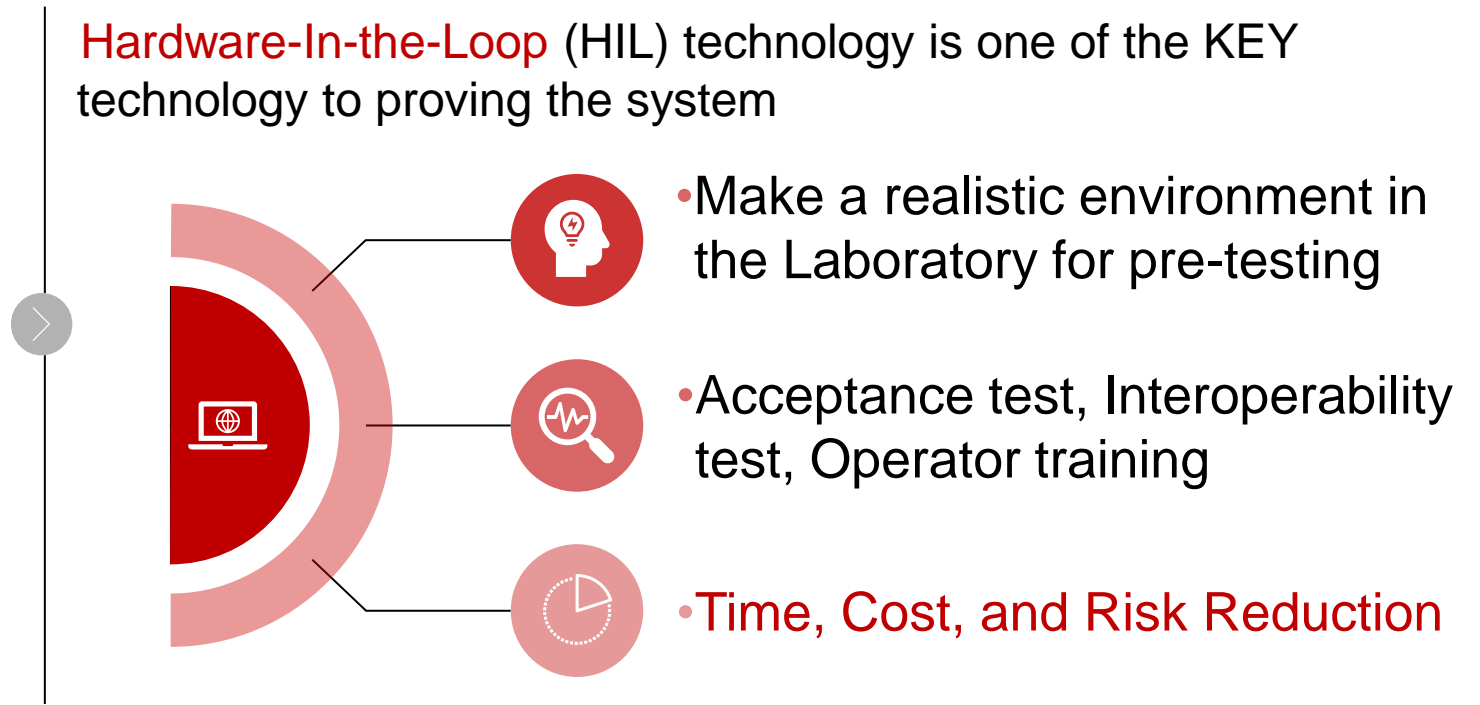 Hardware-In-the-Loop (HIL) technology is one of the KEY
technology to proving the system
•Make a realistic environment in
the Laboratory for pre-testing
•Acceptance test, Interoperability
test, Operator training
•Time, Cost, and Risk Reduction